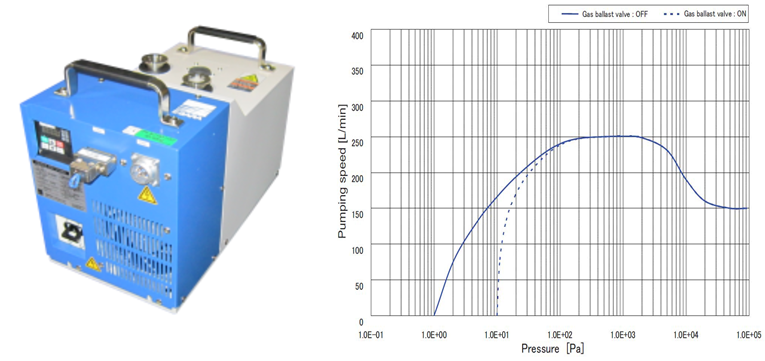 Gas ballast valve : OFF Gas ballast valve : ON
400
350
300
250
200
150
100
50
0
Pumping speed [L/min]
1.0E-01 1.0E+00 1.0E+01 1.0E+02 1.0E+03 1.0E+04 1.0E+05
Pressure [Pa]